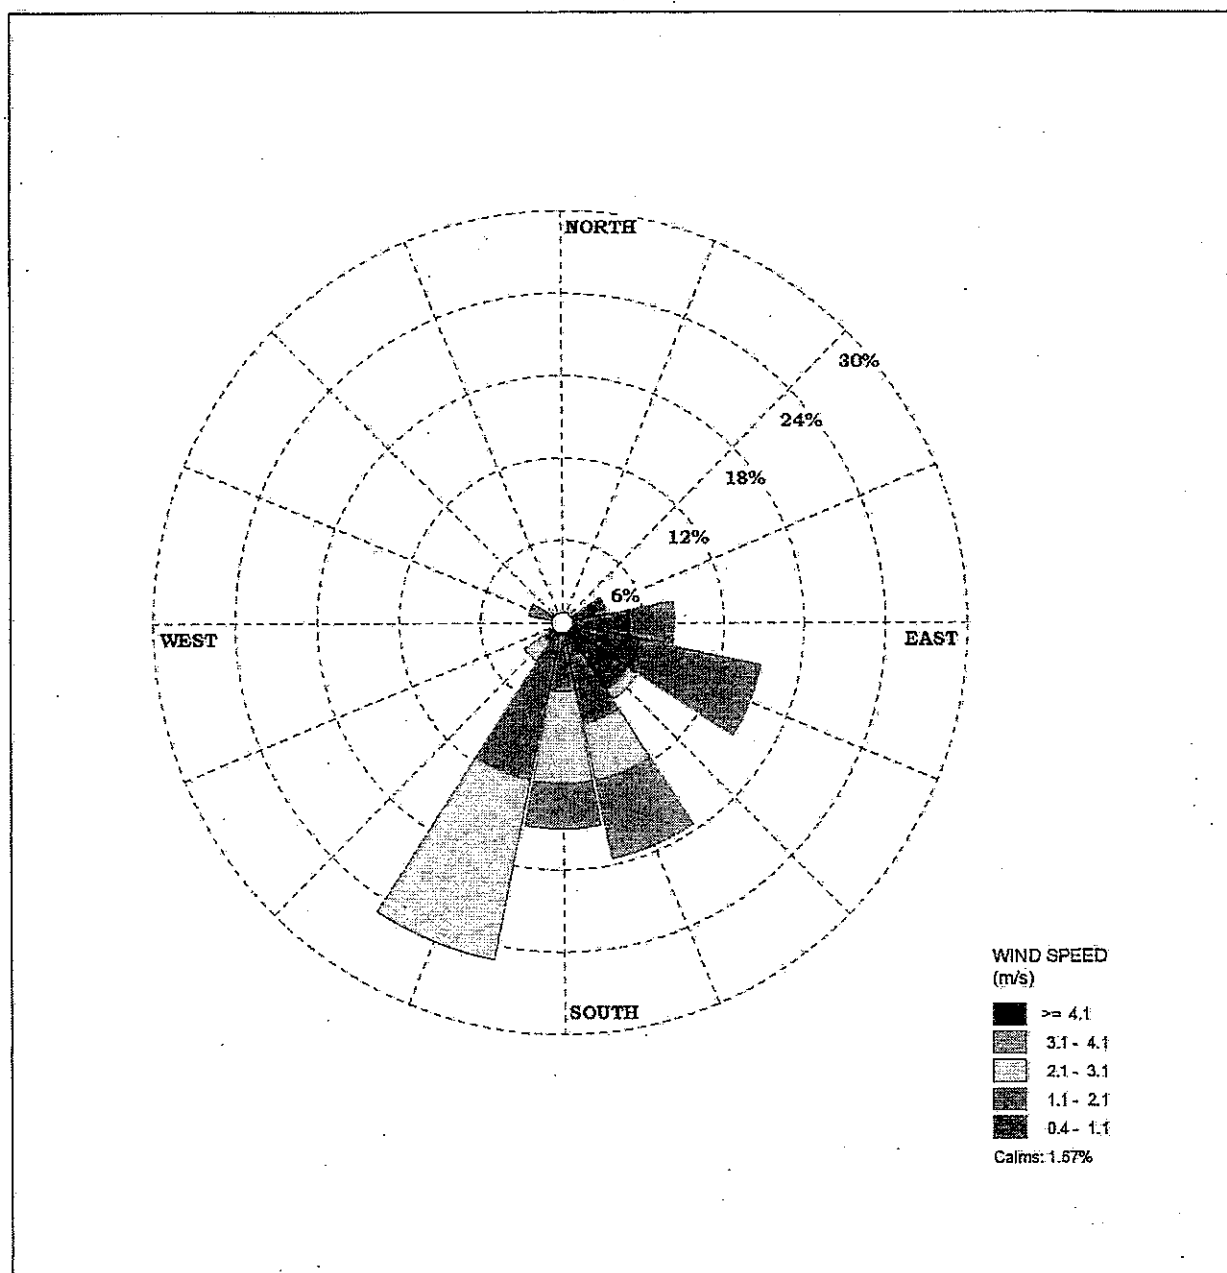 NORTH
30%
24%
18%
12%
6%
WEST
EAST
SOUTH
WIND SPEED
(m/s)
>= 4.1
3.1 - 4.1
2.1 - 3.1
1.1 - 2.1
0.4 - 1.1
Calms: 1.57%